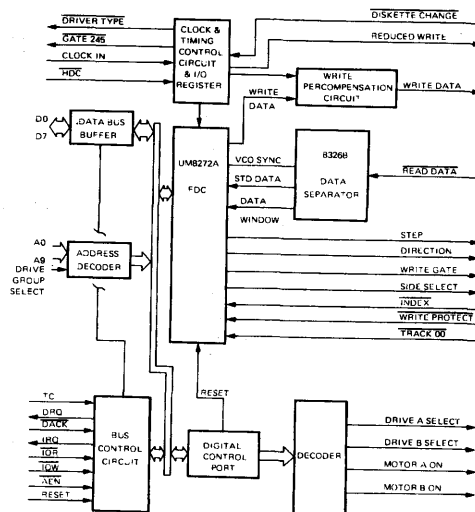 DRIVER TYPE
GATE 245
CLOCK IN
HDC
CLOCK &
TIMING
CONTROL
CIRCUIT
& I/O
REGISTER
DISKETTE CHANGE
REDUCED WRITE
WRITE
PERCOMPENSATION
CIRCUIT
WRITE DATA
WRITE
DATA
D0
D7
DATA BUS
BUFFER
UM8272A
FDC
VCO SYNC
STD DATA
DATA
WINDOW
8326B
DATA
SEPARATOR
READ DATA
A0
A9
DRIVE
GROUP
SELECT
ADDRESS
DECODER
STEP
DIRECTION
WRITE GATE
SIDE SELECT
INDEX
WRITE PROTECT
TRACK 00
RESET
TC
DRQ
DACK
IRQ
IOR
IOW
AEN
RESET
BUS
CONTROL
CIRCUIT
DIGITAL
CONTROL
PORT
DECODER
DRIVE A SELECT
DRIVE B SELECT
MOTOR A ON
MOTOR B ON